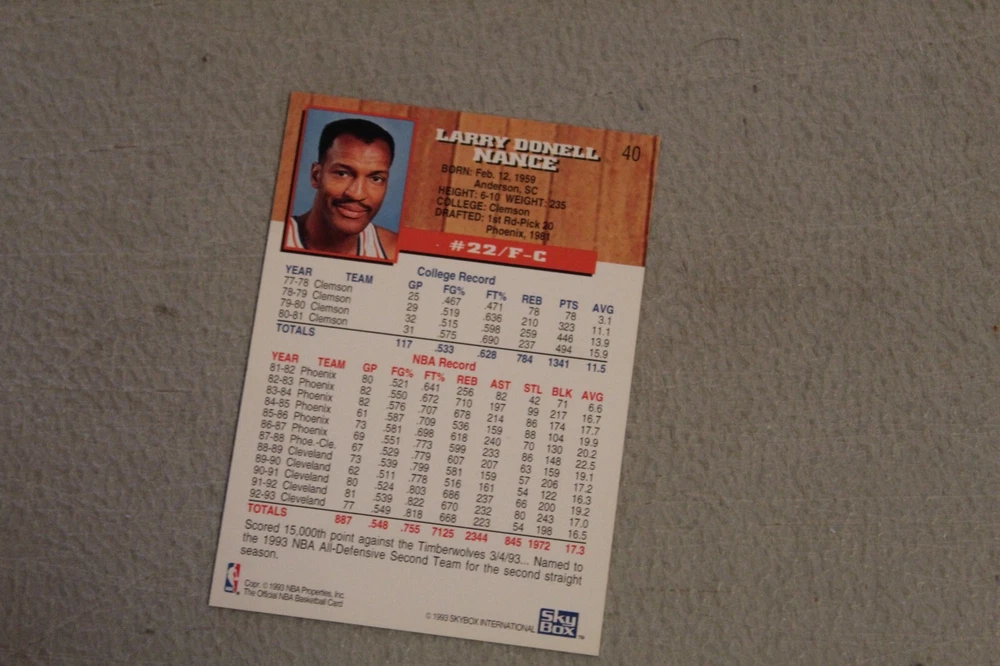 LARRY DONELL
NANCE
40
BORN: Feb. 12, 1959
Anderson, SC
HEIGHT: 6-10 WEIGHT: 235
COLLEGE: Clemson
DRAFTED: 1st Rd-Pick 20
Phoenix, 1981
#22/F-C
College Record
YEAR TEAM GP FG% FT% REB PTS AVG
77-78 Clemson 25 .467 .471 78 78 3.1
78-79 Clemson 29 .519 .636 210 323 11.1
79-80 Clemson 32 .515 .598 259 446 13.9
80-81 Clemson 31 .575 .690 237 494 15.9
TOTALS 117 .533 .628 784 1341 11.5
NBA Record
YEAR TEAM GP FG% FT% REB AST STL BLK AVG
81-82 Phoenix 80 .521 .641 256 82 42 71 6.6
82-83 Phoenix 82 .550 .672 710 197 99 217 16.7
83-84 Phoenix 82 .576 .707 678 214 86 174 17.7
84-85 Phoenix 61 .587 .709 536 159 88 104 19.9
85-86 Phoenix 73 .581 .698 618 240 70 130 20.2
86-87 Phoenix 69 .551 .773 599 233 86 148 22.5
87-88 Phoe.-Cle. 67 .529 .779 607 207 63 159 19.1
88-89 Cleveland 73 .539 .799 581 159 57 206 17.2
89-90 Cleveland 62 .511 .778 516 161 54 122 16.3
90-91 Cleveland 80 .524 .803 686 237 66 200 19.2
91-92 Cleveland 81 .539 .822 670 232 80 243 17.0
92-93 Cleveland 77 .549 .818 668 223 54 198 16.5
TOTALS 887 .548 .755 7125 2344 845 1972 17.3
Scored 15,000th point against the Timberwolves 3/4/93... Named to
the 1993 NBA All-Defensive Second Team for the second straight
season.
Copr. © 1993 NBA Properties, Inc.
The Official NBA Basketball Card
© 1993 SKYBOX INTERNATIONAL
Sky
BOX
TM